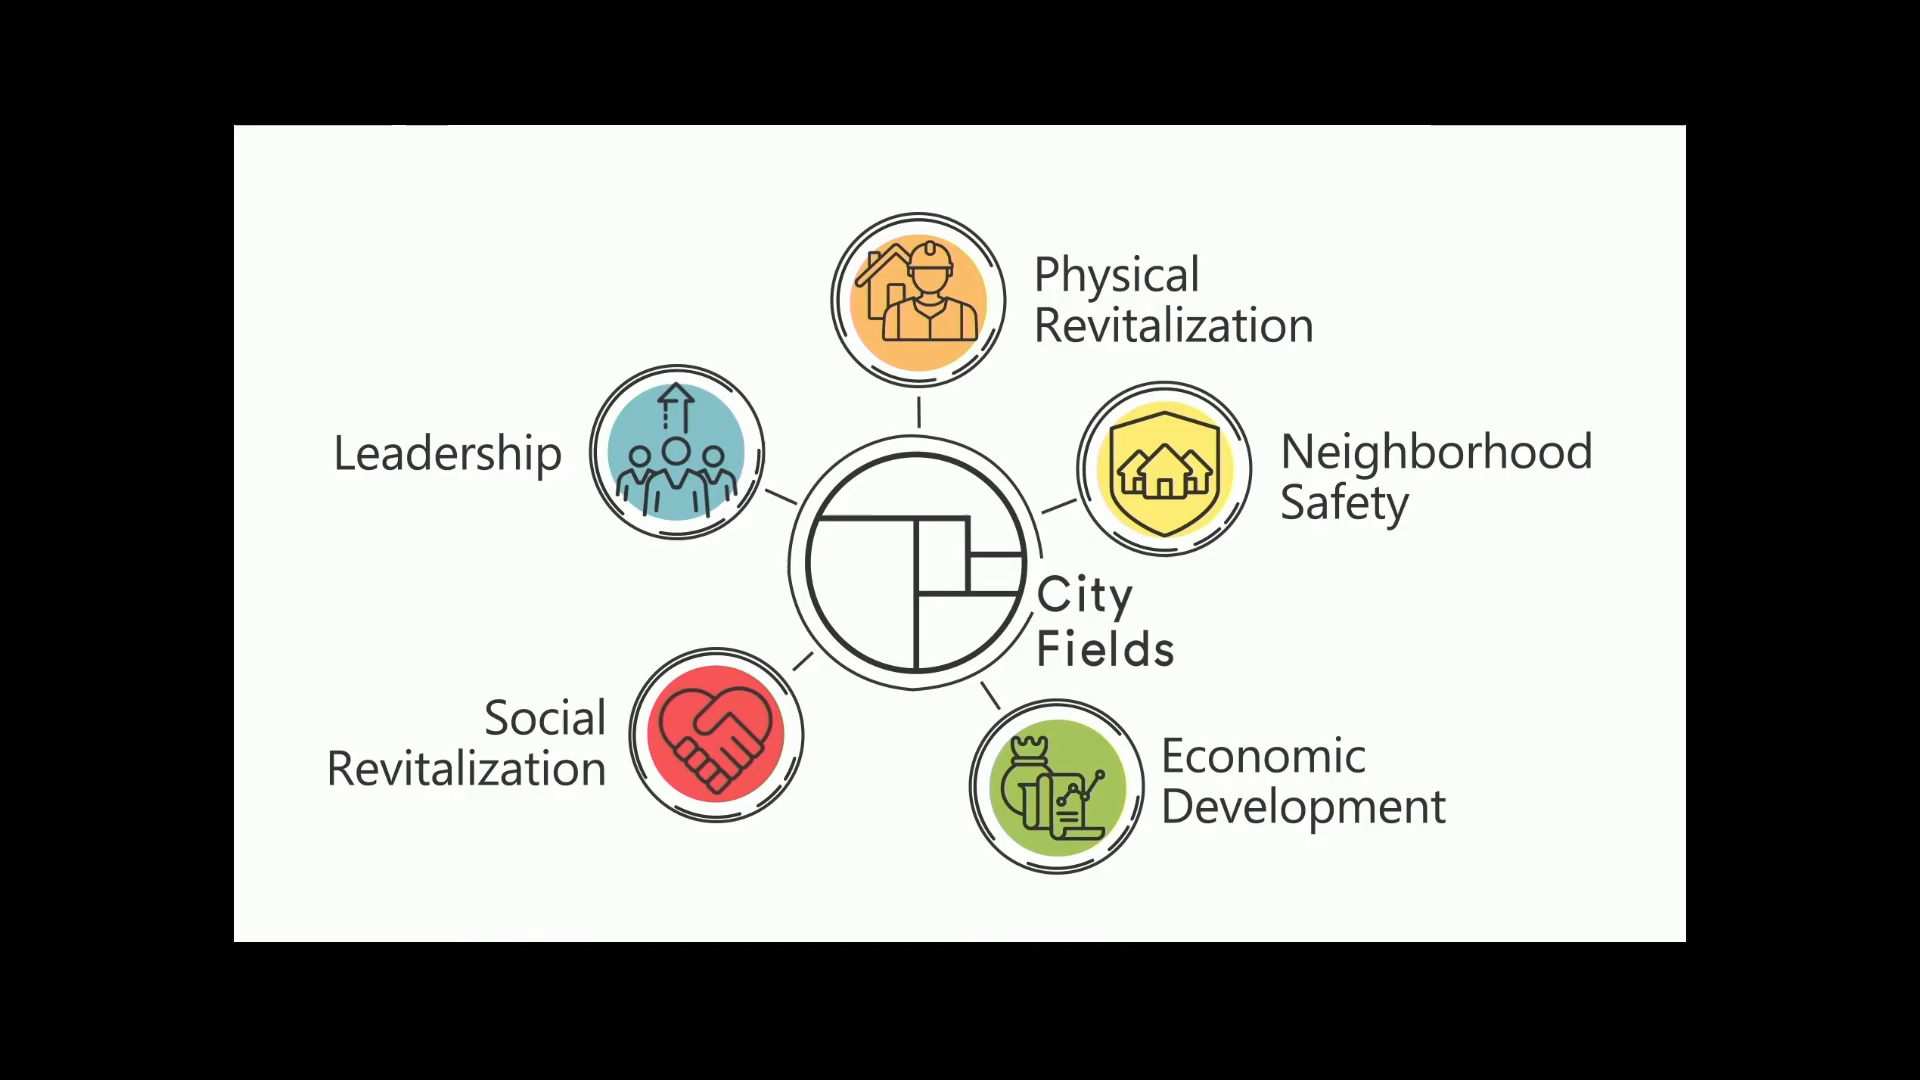 Physical
Revitalization
Leadership
Neighborhood
Safety
City
Fields
Social
Revitalization
Economic
Development